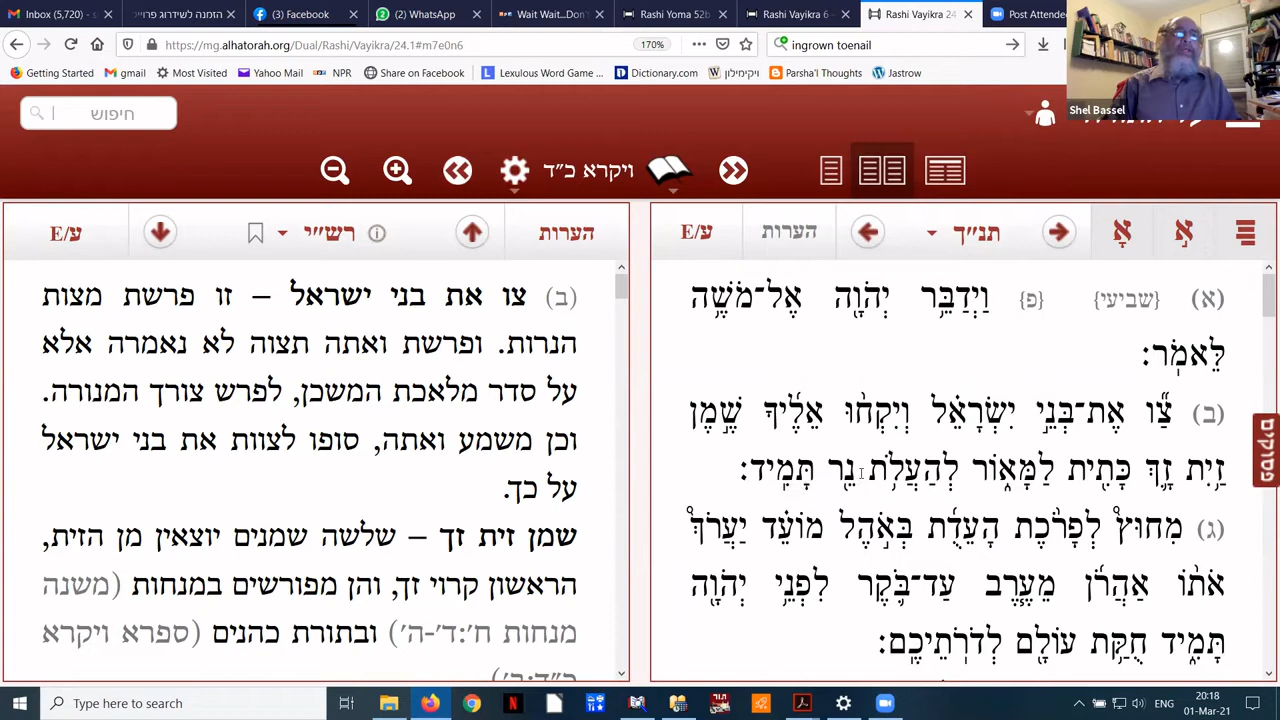 Inbox (5,720) - s
הזמנה לשידרוג פרוייק
(3) Facebook
(2) WhatsApp
Wait Wait...Don't
Rashi Yoma 52b
Rashi Vayikra 6 –
Rashi Vayikra 24
Post Attende
https://mg.alhatorah.org/Dual/Rashi/Vayikra/24.1#m7e0n6
170%
ingrown toenail
Getting Started
gmail
Most Visited
Yahoo Mail
NPR
Share on Facebook
Lexulous Word Game ...
Dictionary.com
ויקימילון
Parsha'l Thoughts
Jastrow
Shel Bassel
חיפוש
ויקרא כ״ד
הערות
רש״י
ע/E
א
א
תנ״ך
הערות
ע/E
(א) {שביעי} {פ} וַיְדַבֵּ֥ר יְהֹוָ֖ה אֶל־מֹשֶׁ֥ה
לֵּאמֹֽר׃
(ב) צַ֞ו אֶת־בְּנֵ֣י יִשְׂרָאֵ֗ל וְיִקְח֨וּ אֵלֶ֜יךָ שֶׁ֣מֶן
זַ֥יִת זָ֛ךְ כָּתִ֖ית לַמָּא֑וֹר לְהַעֲלֹ֥ת נֵ֖ר תָּמִֽיד׃
(ג) מִחוּץ֩ לְפָרֹ֨כֶת הָעֵדֻ֜ת בְּאֹ֣הֶל מוֹעֵ֗ד יַעֲרֹךְ֩
אֹת֨וֹ אַהֲרֹ֜ן מֵעֶ֧רֶב עַד־בֹּ֛קֶר לִפְנֵ֥י יְהֹוָ֖ה
תָּמִ֑יד חֻקַּ֥ת עוֹלָ֖ם לְדֹרֹֽתֵיכֶֽם׃
פסוקים
(ב) צו את בני ישראל – זו פרשת מצות
הנרות. ופרשת ואתה תצוה לא נאמרה אלא
על סדר מלאכת המשכן, לפרש צורך המנורה.
וכן משמע ואתה, סופו לצוות את בני ישראל
על כך.
שמן זית זך – שלשה שמנים יוצאין מן הזית,
הראשון קרוי זך, והן מפורשים במנחות (משנה
מנחות ח׳:ד׳-ה׳) ובתורת כהנים (ספרא ויקרא
Type here to search
ENG
20:18
01-Mar-21